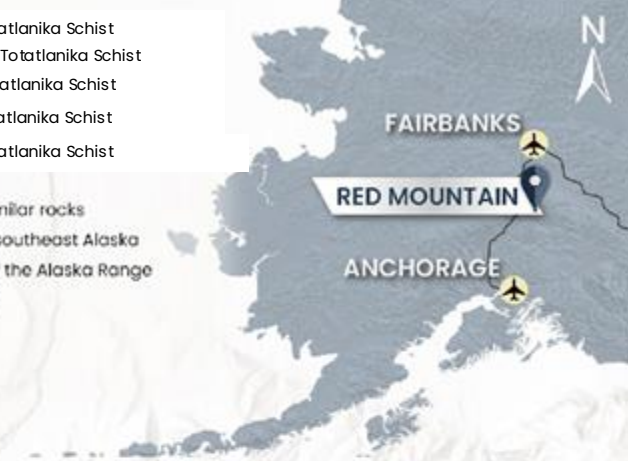 atlanika Schist
Totatlanika Schist
atlanika Schist
atlanika Schist
atlanika Schist
nilar rocks
southeast Alaska
the Alaska Range
N
FAIRBANKS
RED MOUNTAIN
ANCHORAGE